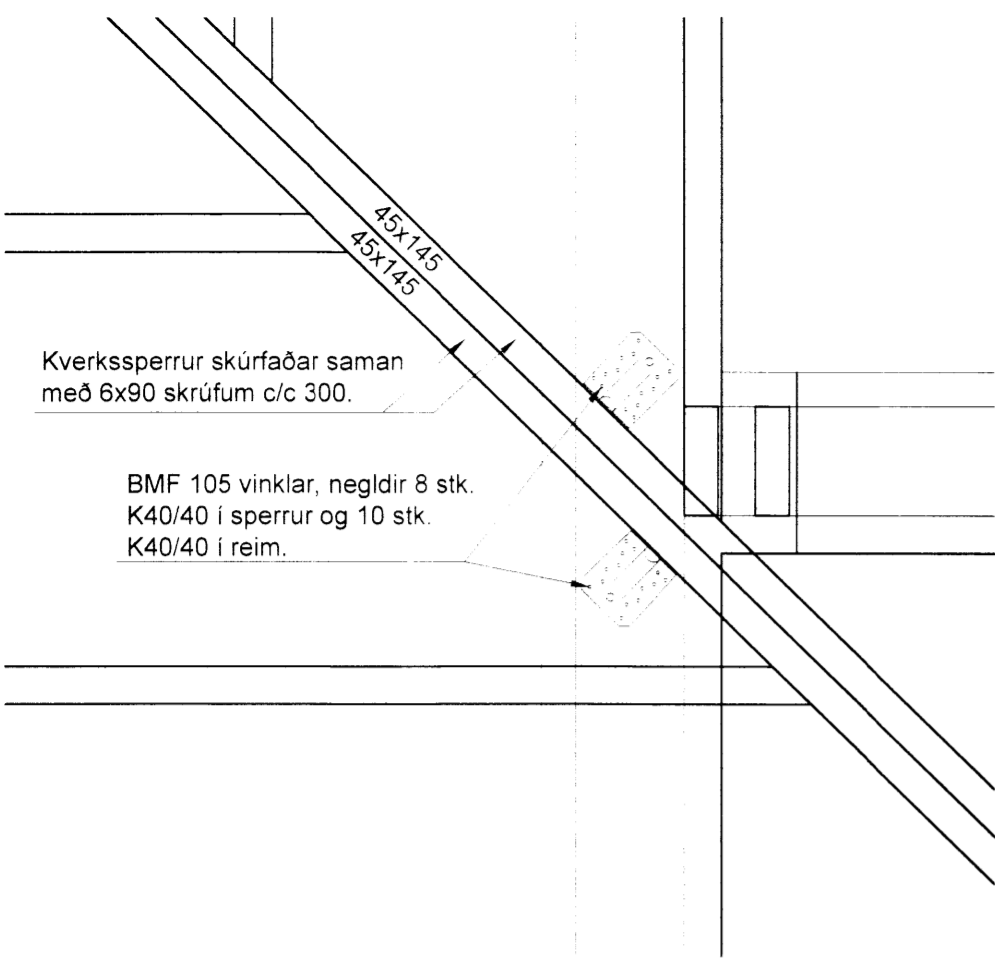 45x145
45x145
Kverkssperrur skúrfaðar saman
með 6x90 skrúfum c/c 300.
BMF 105 vinklar, negldir 8 stk.
K40/40 í sperrur og 10 stk.
K40/40 í reim.